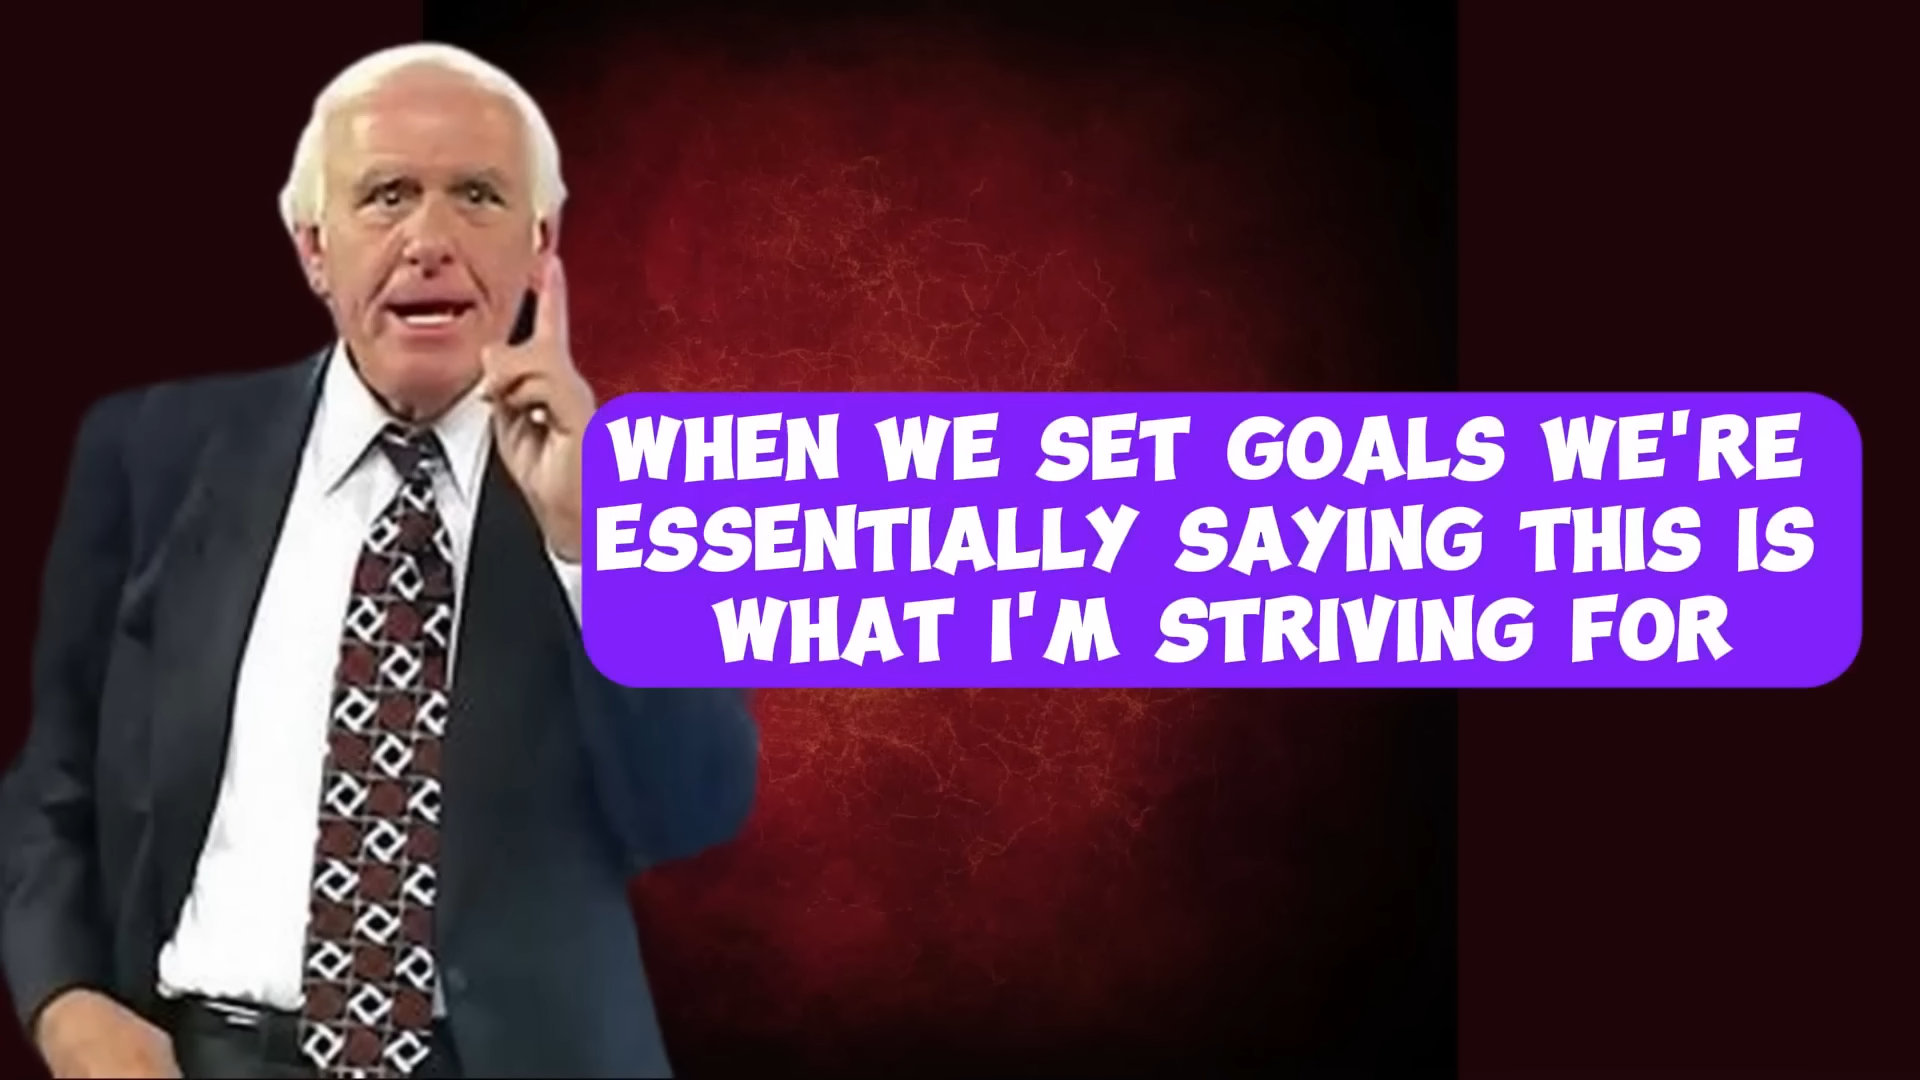 WHEN WE SET GOALS WE'RE
ESSENTIALLY SAYING THIS IS
WHAT I'M STRIVING FOR